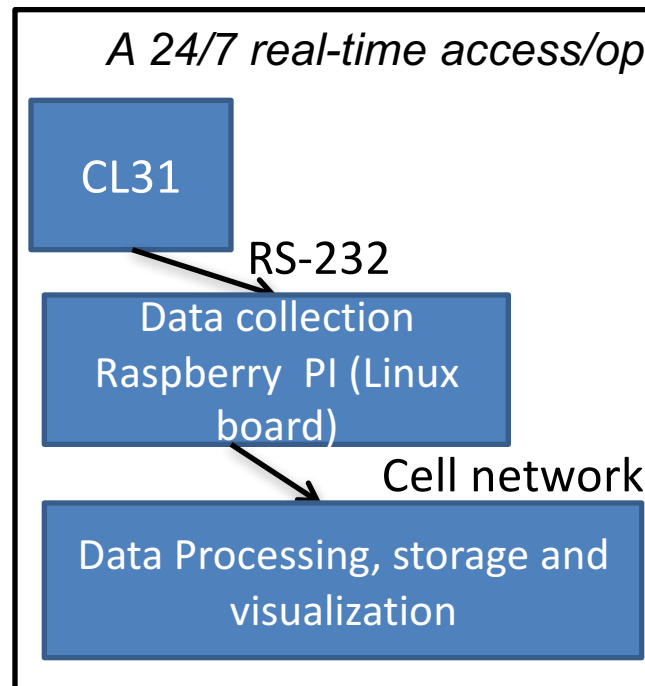 A 24/7 real-time access/op
CL31
RS-232
Data collection
Raspberry PI (Linux
board)
Cell network
Data Processing, storage and
visualization